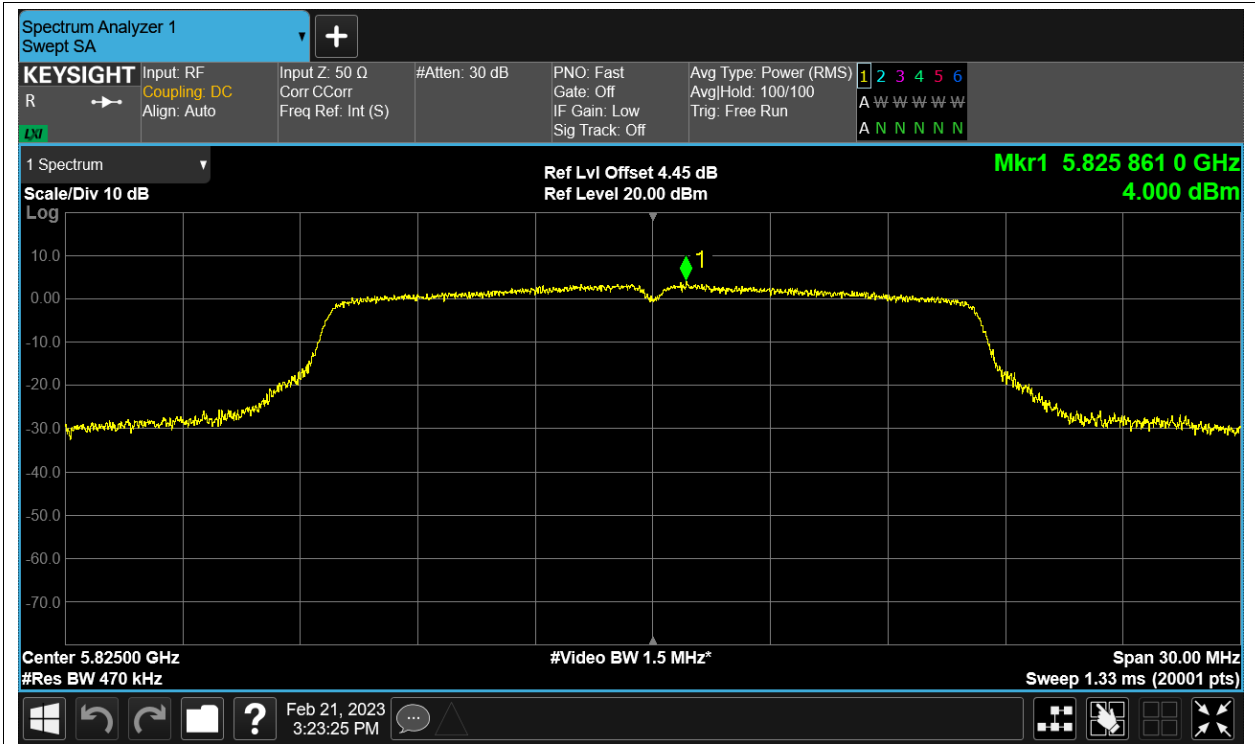 Spectrum Analyzer 1
Swept SA
KEYSIGHT
R
LXI
Input: RF
Coupling: DC
Align: Auto
Input Z: 50 Ω
Corr CCorr
Freq Ref: Int (S)
#Atten: 30 dB
PNO: Fast
Gate: Off
IF Gain: Low
Sig Track: Off
Avg Type: Power (RMS)
Avg|Hold: 100/100
Trig: Free Run
1 2 3 4 5 6
A W W W W W
A N N N N N
1 Spectrum
Scale/Div 10 dB
Log
Ref Lvl Offset 4.45 dB
Ref Level 20.00 dBm
Mkr1 5.825 861 0 GHz
4.000 dBm
1
10.0
0.00
-10.0
-20.0
-30.0
-40.0
-50.0
-60.0
-70.0
Center 5.82500 GHz
#Video BW 1.5 MHz*
Span 30.00 MHz
#Res BW 470 kHz
Sweep 1.33 ms (20001 pts)
?
Feb 21, 2023
3:23:25 PM